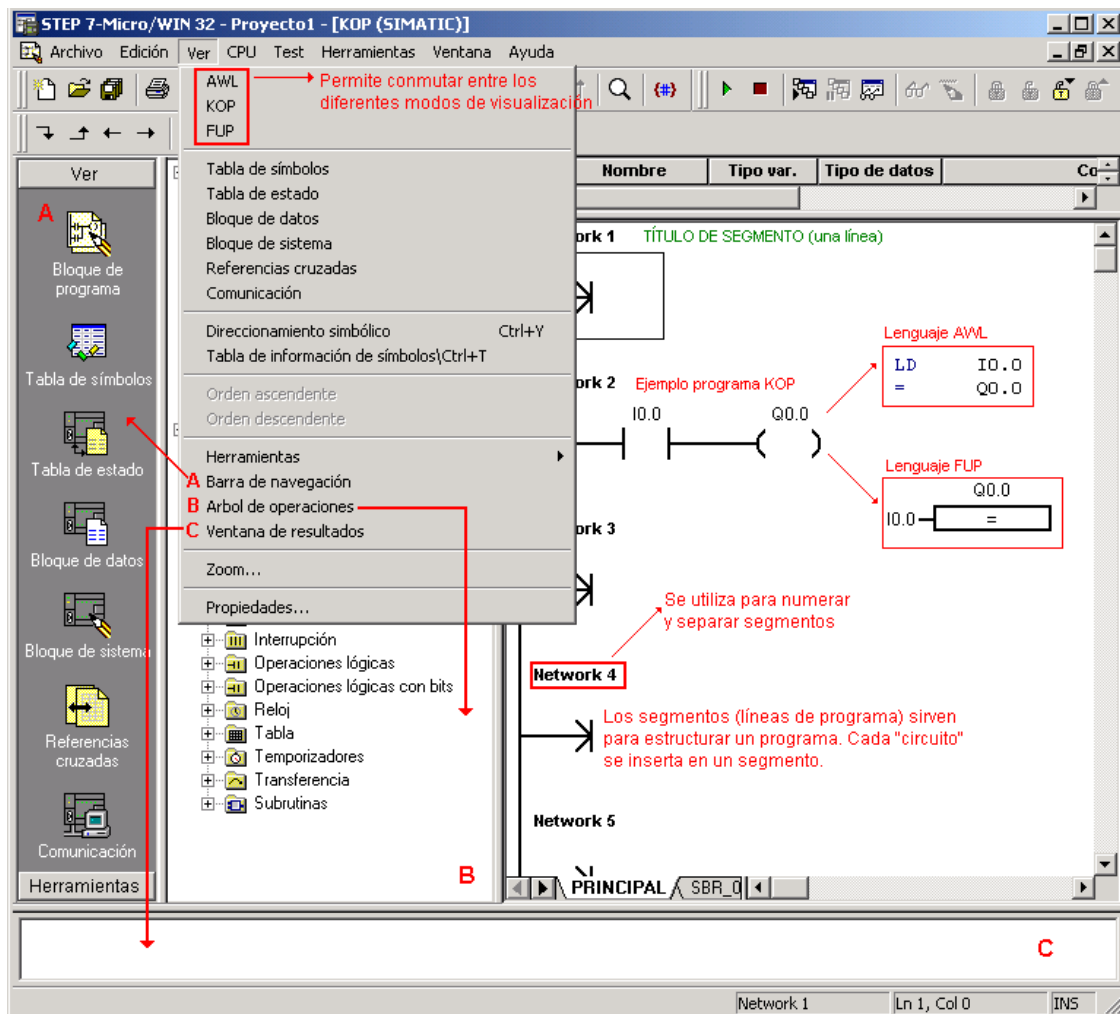 STEP 7-Micro/WIN 32 - Proyecto1 - [KOP (SIMATIC)]
Archivo Edición Ver CPU Test Herramientas Ventana Ayuda
AWL
KOP
FUP
Permite conmutar entre los
diferentes modos de visualización
Tabla de símbolos
Tabla de estado
Bloque de datos
Bloque de sistema
Referencias cruzadas
Comunicación
Direccionamiento simbólico Ctrl+Y
Tabla de información de símbolos\Ctrl+T
Orden ascendente
Orden descendente
Herramientas
A Barra de navegación
B Arbol de operaciones
C Ventana de resultados
Zoom...
Propiedades...
Ver
A
Bloque de
programa
Tabla de símbolos
Tabla de estado
Bloque de datos
Bloque de sistema
Referencias
cruzadas
Comunicación
Herramientas
Interrupción
Operaciones lógicas
Operaciones lógicas con bits
Reloj
Tabla
Temporizadores
Transferencia
Subrutinas
B
Nombre Tipo var. Tipo de datos Co
ork 1 TÍTULO DE SEGMENTO (una línea)
ork 2 Ejemplo programa KOP
I0.0 Q0.0
Lenguaje AWL
LD I0.0
= Q0.0
Lenguaje FUP
Q0.0
I0.0 =
ork 3
Se utiliza para numerar
y separar segmentos
Network 4
Los segmentos (líneas de programa) sirven
para estructurar un programa. Cada "circuito"
se inserta en un segmento.
Network 5
PRINCIPAL SBR_0
C
Network 1 Ln 1, Col 0 INS